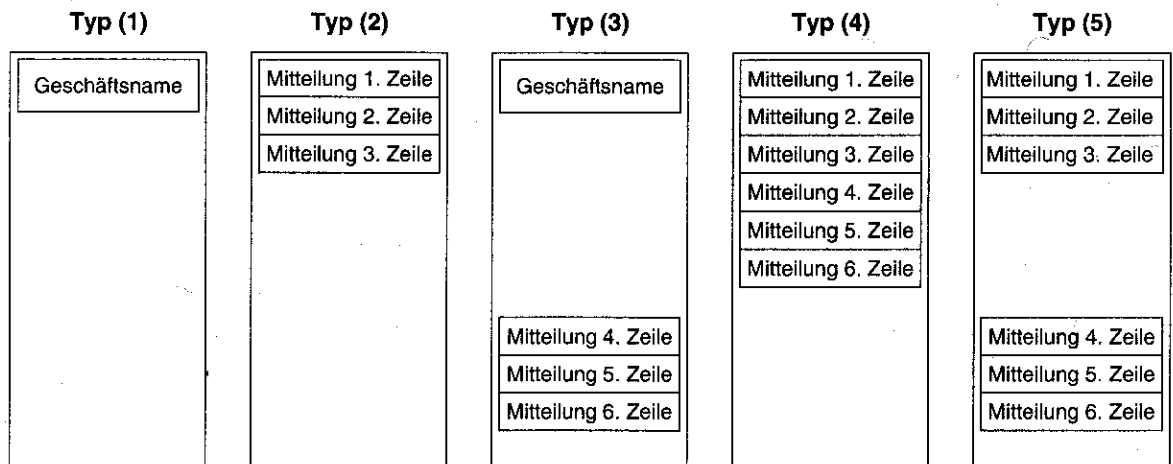 Typ (1)
Geschäftsname
Typ (2)
Mitteilung 1. Zeile
Mitteilung 2. Zeile
Mitteilung 3. Zeile
Typ (3)
Geschäftsname
Mitteilung 4. Zeile
Mitteilung 5. Zeile
Mitteilung 6. Zeile
Typ (4)
Mitteilung 1. Zeile
Mitteilung 2. Zeile
Mitteilung 3. Zeile
Mitteilung 4. Zeile
Mitteilung 5. Zeile
Mitteilung 6. Zeile
Typ (5)
Mitteilung 1. Zeile
Mitteilung 2. Zeile
Mitteilung 3. Zeile
Mitteilung 4. Zeile
Mitteilung 5. Zeile
Mitteilung 6. Zeile